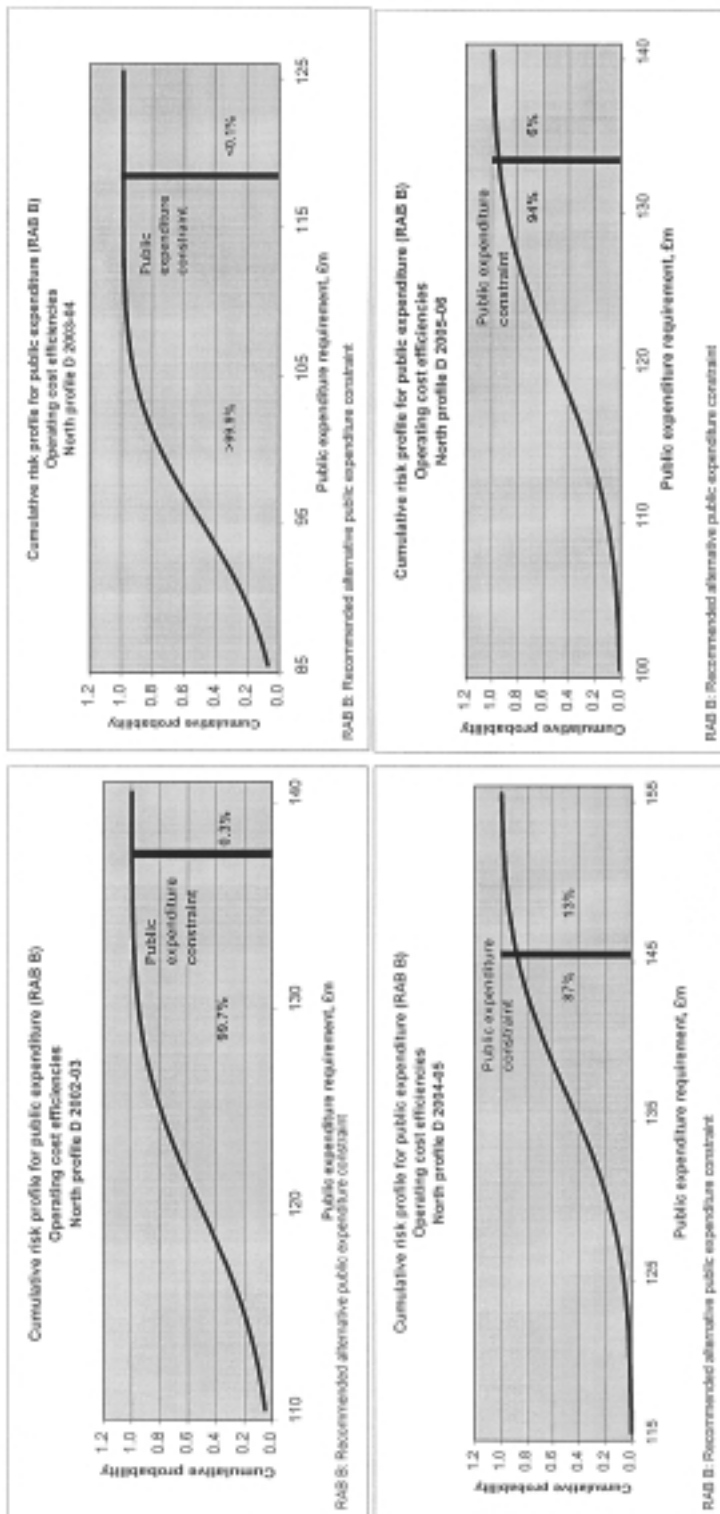 Cumulative risk profile for public expenditure (RAB B)
Operating cost efficiencies
North profile D 2002-03
1.2
1.0
0.8
0.6
0.4
0.2
0.0
Cumulative probability
Public
expenditure
constraint
99.7%
0.3%
110
120
130
140
Public expenditure requirement, £m
RAB B: Recommended alternative public expenditure constraint
Cumulative risk profile for public expenditure (RAB B)
Operating cost efficiencies
North profile D 2003-04
1.2
1.0
0.8
0.6
0.4
0.2
0.0
Cumulative probability
Public
expenditure
constraint
>99.9%
<0.1%
85
95
105
115
125
Public expenditure requirement, £m
RAB B: Recommended alternative public expenditure constraint
Cumulative risk profile for public expenditure (RAB B)
Operating cost efficiencies
North profile D 2004-05
1.2
1.0
0.8
0.6
0.4
0.2
0.0
Cumulative probability
Public expenditure
constraint
87%
13%
115
125
135
145
155
Public expenditure requirement, £m
RAB B: Recommended alternative public expenditure constraint
Cumulative risk profile for public expenditure (RAB B)
Operating cost efficiencies
North profile D 2005-06
1.2
1.0
0.8
0.6
0.4
0.2
0.0
Cumulative probability
Public expenditure
constraint
94%
6%
100
110
120
130
140
Public expenditure requirement, £m
RAB B: Recommended alternative public expenditure constraint